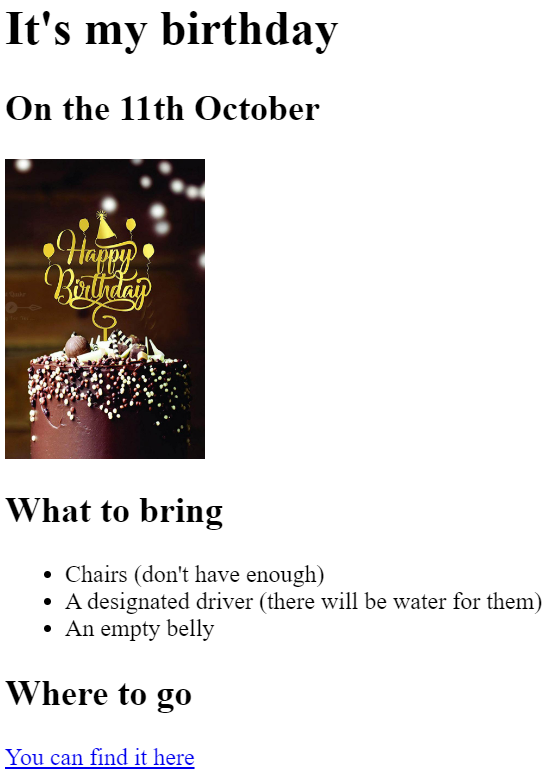 It's my birthday
On the 11th October
Happy
Birthday
What to bring
Chairs (don't have enough)
A designated driver (there will be water for them)
An empty belly
Where to go
You can find it here